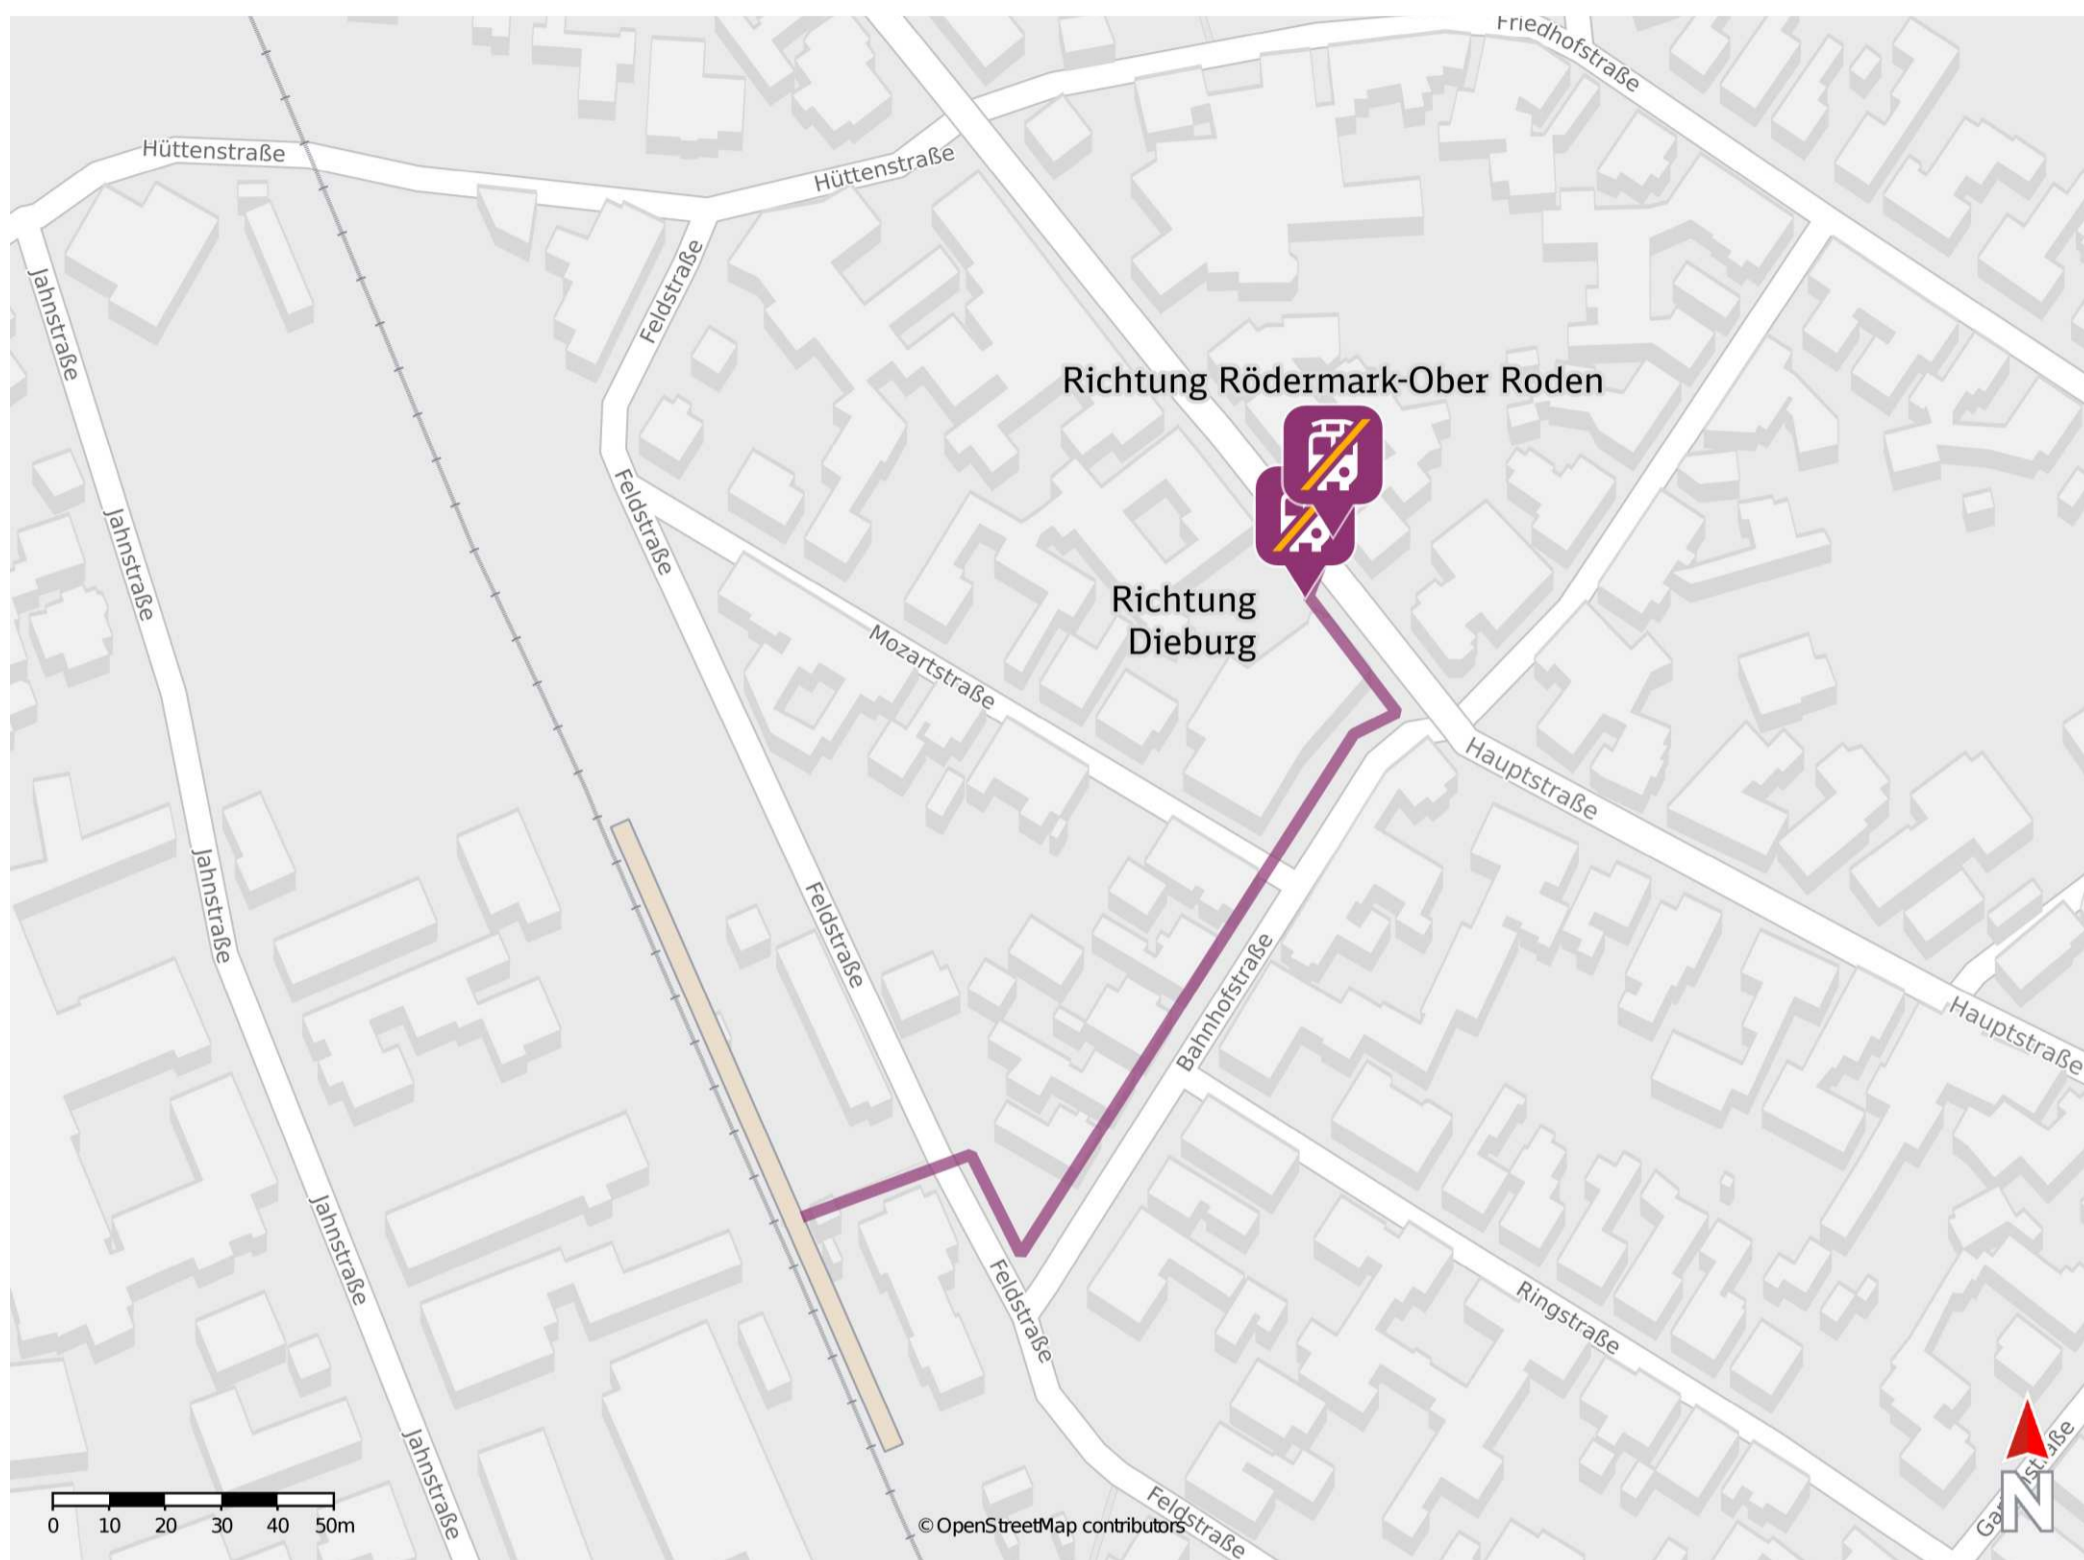 Friedhofstraße
Hüttenstraße
Hüttenstraße
Feldstraße
Jahnstraße
Richtung Rödermark-Ober Roden
Feldstraße
Jahnstraße
Richtung
Dieburg
Mozartstraße
Hauptstraße
Jahnstraße
Feldstraße
Bahnhofstraße
Hauptstraße
Jahnstraße
Feldstraße
Ringstraße
Jahnstraße
Feldstraße
N
0 10 20 30 40 50m
© OpenStreetMap contributors